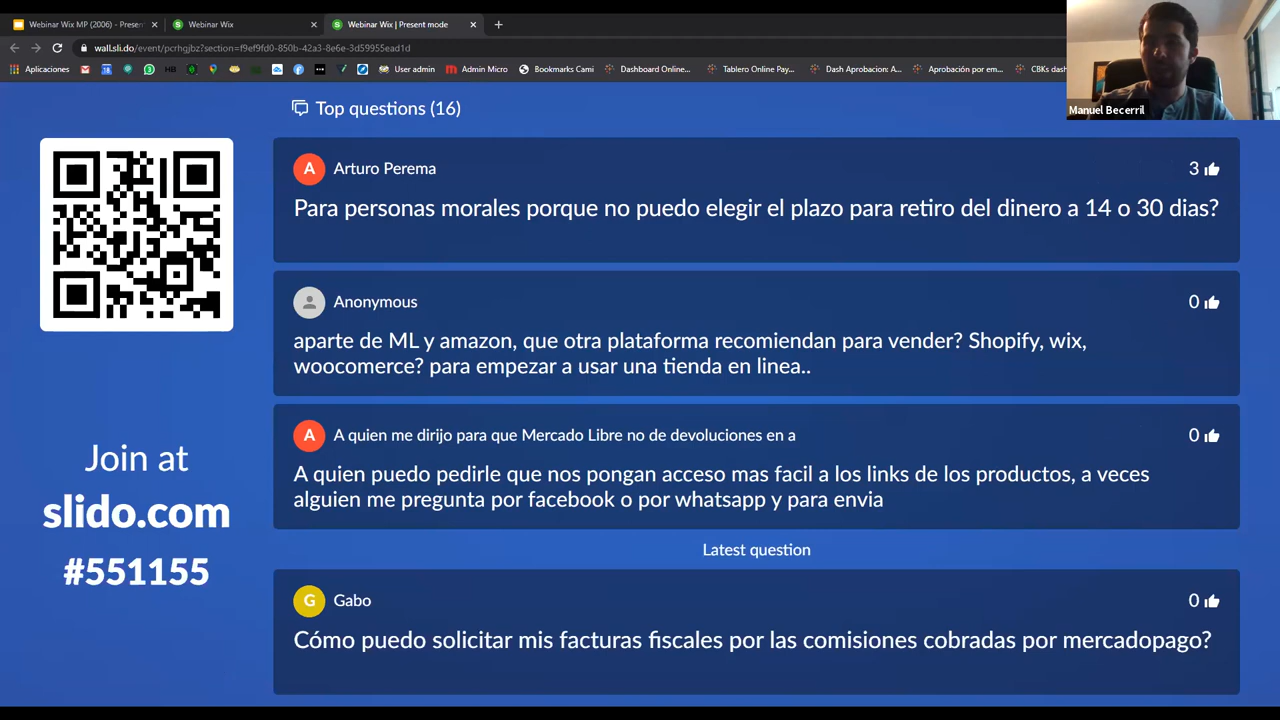 Webinar Wix MP (2006) - Presen
Webinar Wix
Webinar Wix | Present mode
wall.sli.do/event/pcrhgjbz?section=f9ef9fd0-850b-42a3-8e6e-3d59955ead1d
Aplicaciones
HB
User admin
Admin Micro
Bookmarks Cami
Dashboard Online...
Tablero Online Pay...
Dash Aprobacion: A...
Aprobación por em...
CBKs dash
Manuel Becerril
Top questions (16)
A
Arturo Perema
3
Para personas morales porque no puedo elegir el plazo para retiro del dinero a 14 o 30 dias?
Anonymous
0
aparte de ML y amazon, que otra plataforma recomiendan para vender? Shopify, wix,
woocomerce? para empezar a usar una tienda en linea..
A
A quien me dirijo para que Mercado Libre no de devoluciones en a
0
A quien puedo pedirle que nos pongan acceso mas facil a los links de los productos, a veces
alguien me pregunta por facebook o por whatsapp y para envia
Latest question
G
Gabo
0
Cómo puedo solicitar mis facturas fiscales por las comisiones cobradas por mercadopago?
Join at
slido.com
#551155